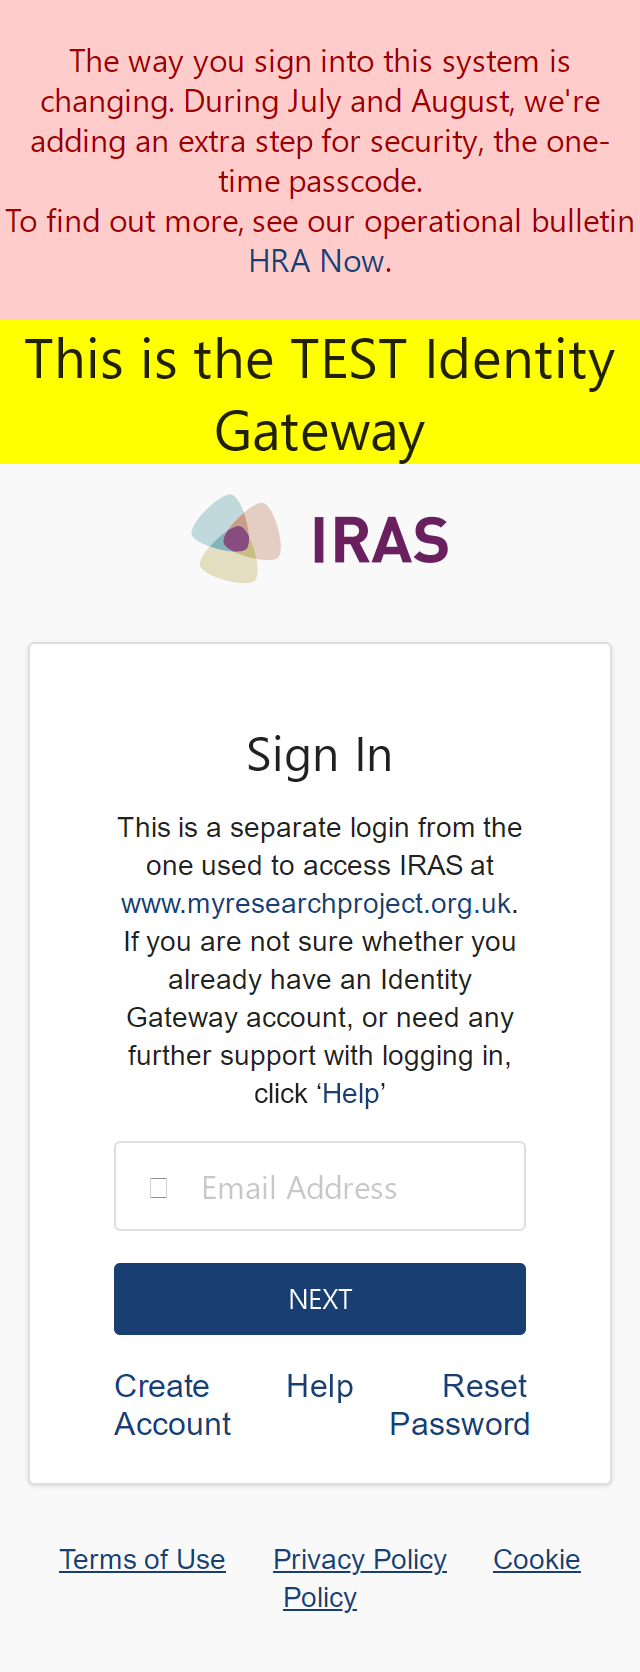 The way you sign into this system is
changing. During July and August, we're
adding an extra step for security, the one-
time passcode.
To find out more, see our operational bulletin
HRA Now.
This is the TEST Identity
Gateway
IRAS
Sign In
This is a separate login from the
one used to access IRAS at
www.myresearchproject.org.uk.
If you are not sure whether you
already have an Identity
Gateway account, or need any
further support with logging in,
click ‘Help’
Email Address
NEXT
Create Account
Help
Reset Password
Terms of Use Privacy Policy Cookie
Policy